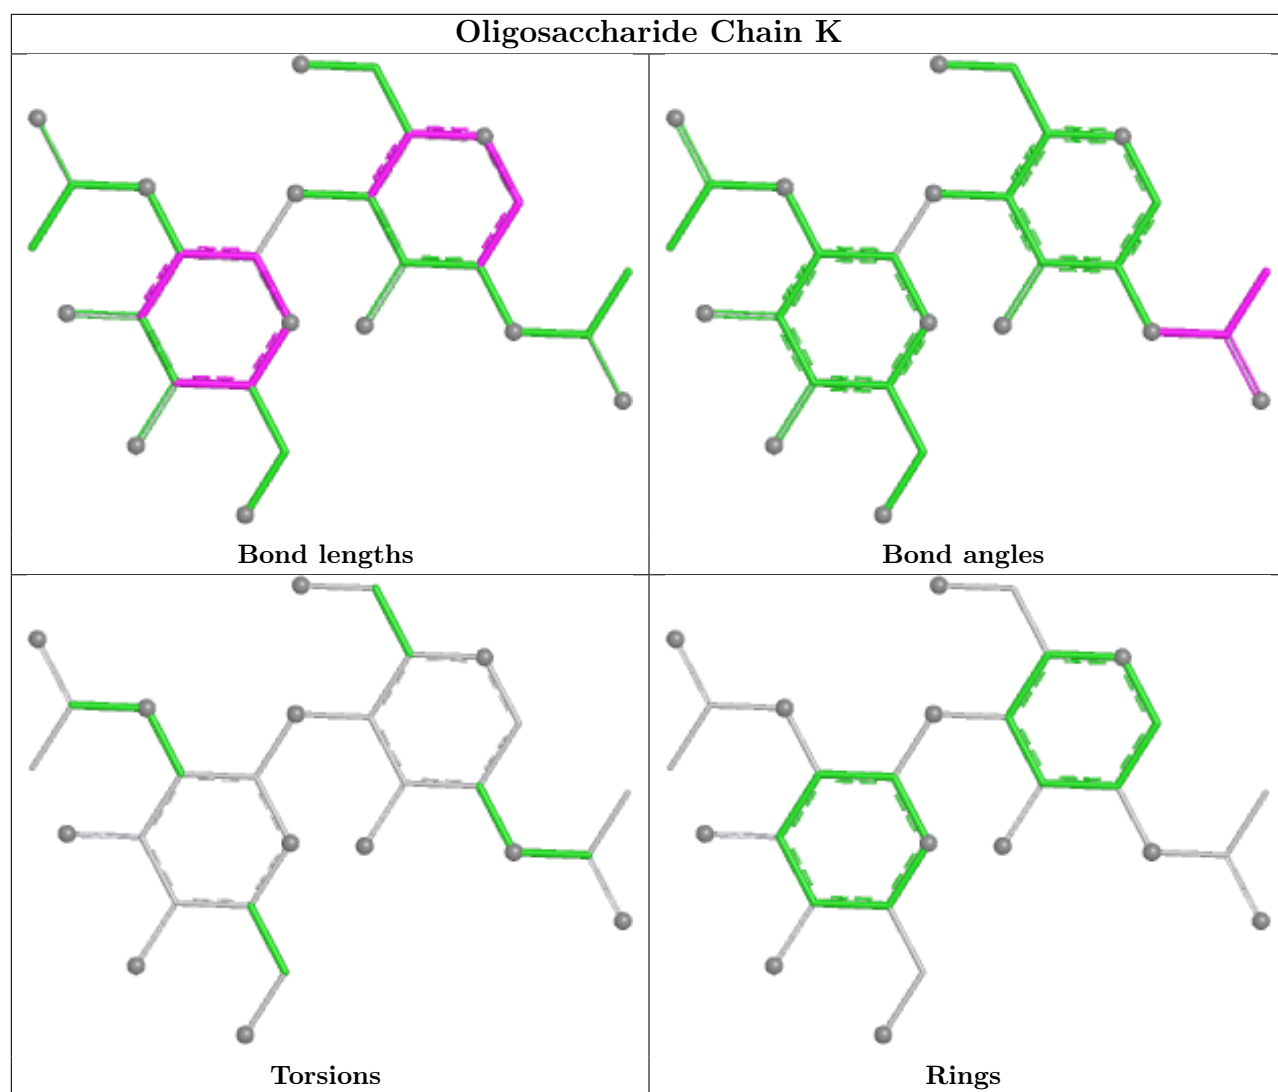 Oligosaccharide Chain K
Bond lengths
Bond angles
Torsions
Rings